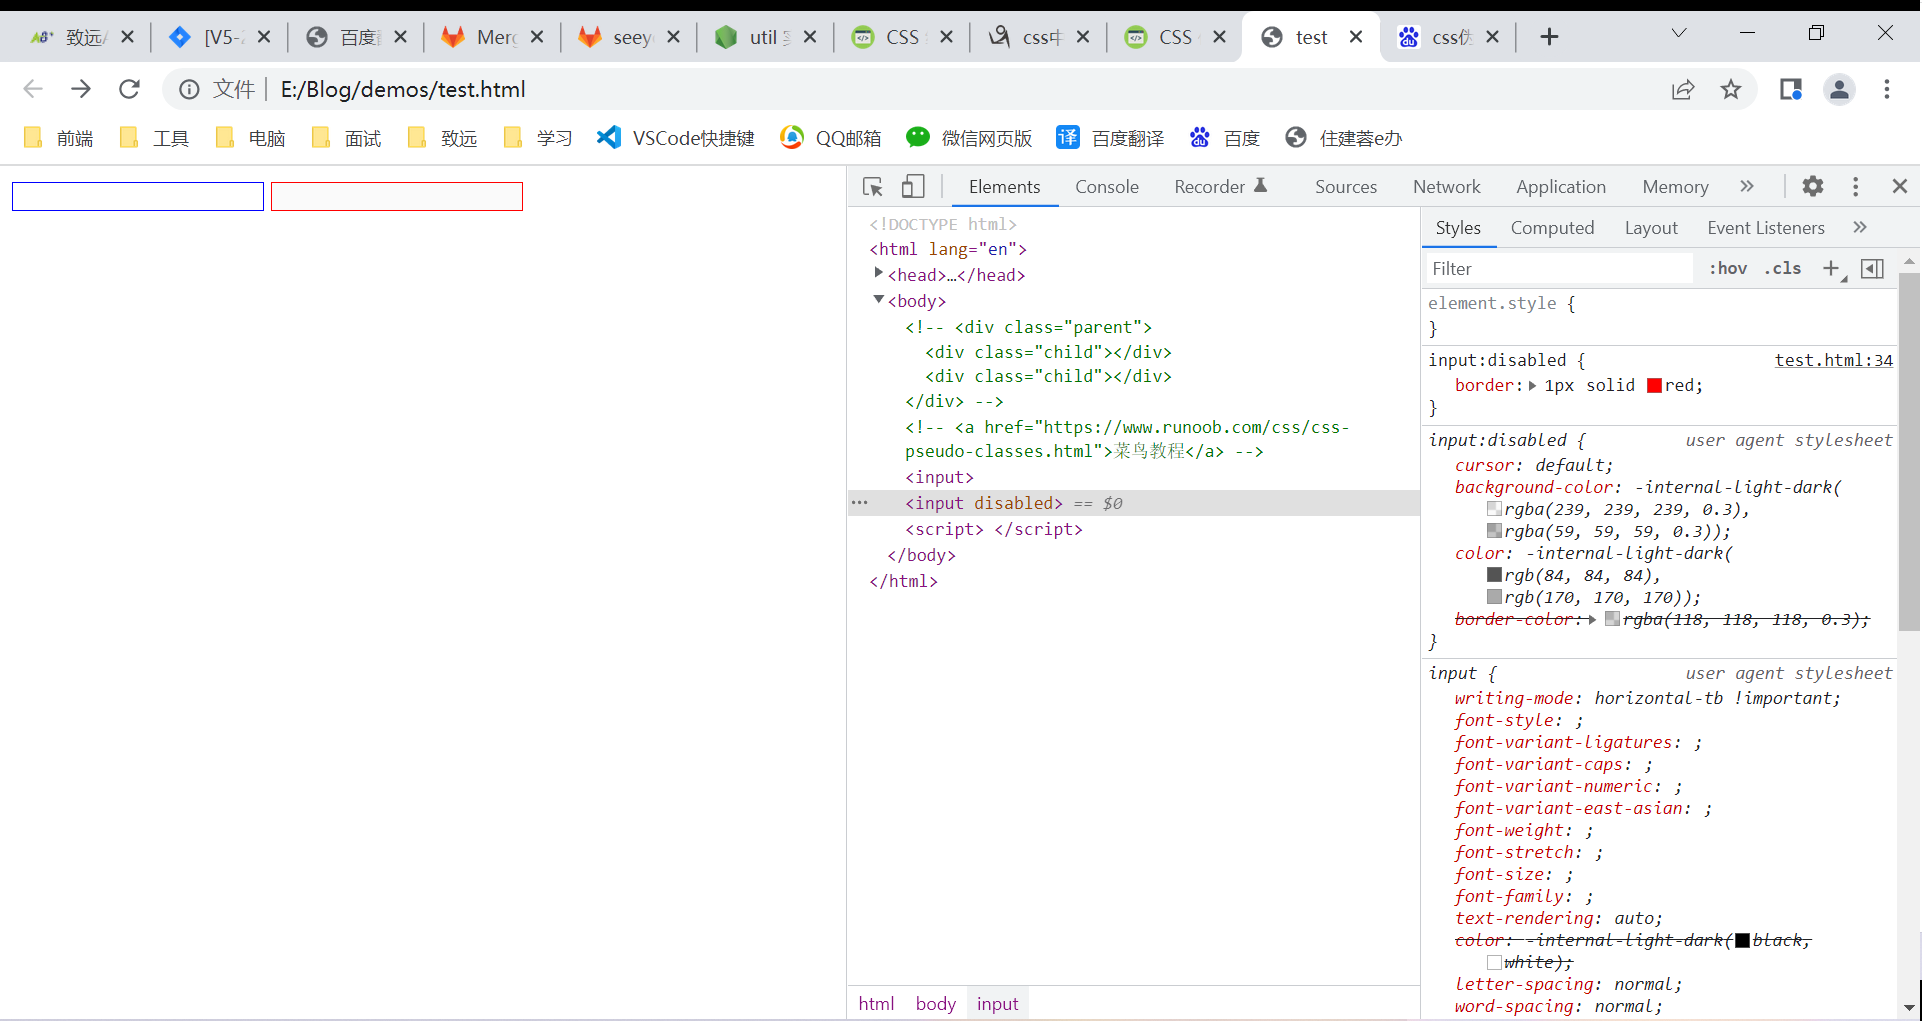 致远A
[V5-
百度
Merg
seeyo
util 实
CSS
css中
CSS
test
css伪
文件 E:/Blog/demos/test.html
前端 工具 电脑 面试 致远 学习 VSCode快捷键 QQ邮箱 微信网页版 译 百度翻译 百度 住建蓉e办
Elements Console Recorder Sources Network Application Memory »
<!DOCTYPE html>
<html lang="en">
<head>…</head>
<body>
<!-- <div class="parent">
<div class="child"></div>
<div class="child"></div>
</div> -->
<!-- <a href="https://www.runoob.com/css/css-
pseudo-classes.html">菜鸟教程</a> -->
<input>
<input disabled> == $0
<script> </script>
</body>
</html>
html body input
Styles Computed Layout Event Listeners »
Filter :hov .cls +
element.style {
}
input:disabled { test.html:34
border: 1px solid red;
}
input:disabled { user agent stylesheet
cursor: default;
background-color: -internal-light-dark(
rgba(239, 239, 239, 0.3),
rgba(59, 59, 59, 0.3));
color: -internal-light-dark(
rgb(84, 84, 84),
rgb(170, 170, 170));
border-color: rgba(118, 118, 118, 0.3);
}
input { user agent stylesheet
writing-mode: horizontal-tb !important;
font-style: ;
font-variant-ligatures: ;
font-variant-caps: ;
font-variant-numeric: ;
font-variant-east-asian: ;
font-weight: ;
font-stretch: ;
font-size: ;
font-family: ;
text-rendering: auto;
color: -internal-light-dark(black,
white);
letter-spacing: normal;
word-spacing: normal;